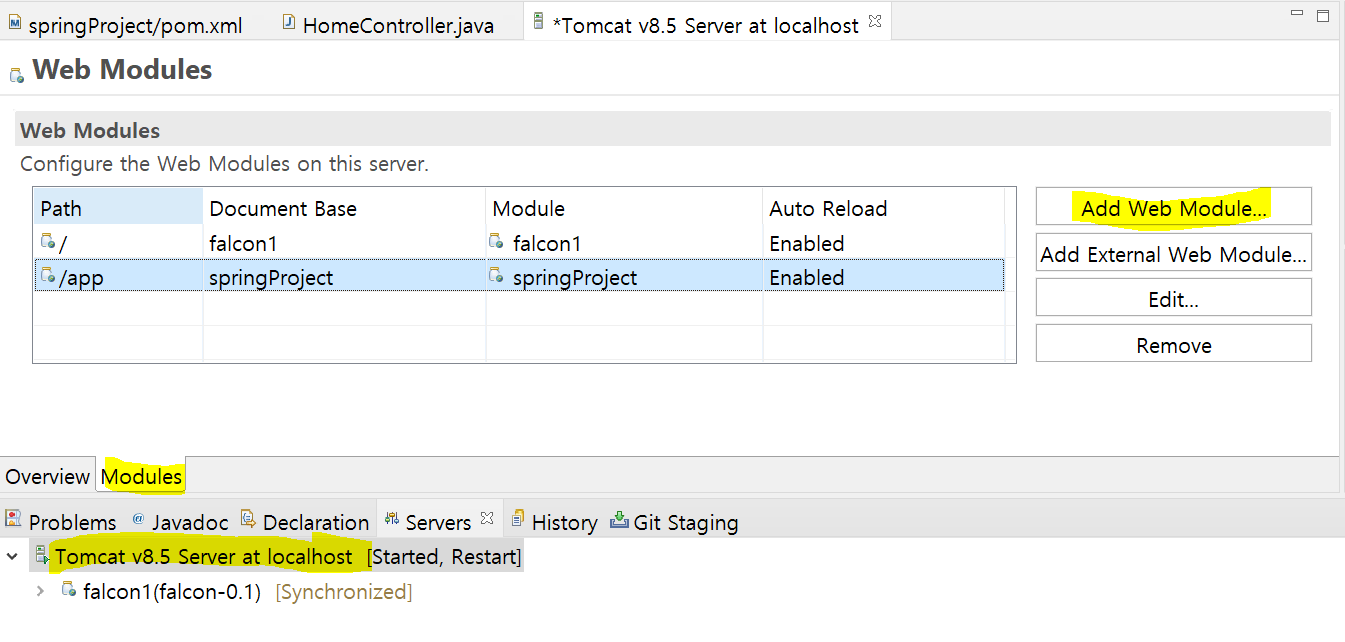 springProject/pom.xml HomeController.java *Tomcat v8.5 Server at localhost
Web Modules
Web Modules
Configure the Web Modules on this server.
Path Document Base Module Auto Reload
/ falcon1 falcon1 Enabled
/app springProject springProject Enabled
Add Web Module...
Add External Web Module...
Edit...
Remove
Overview Modules
Problems @ Javadoc Declaration Servers History Git Staging
Tomcat v8.5 Server at localhost [Started, Restart]
falcon1(falcon-0.1) [Synchronized]